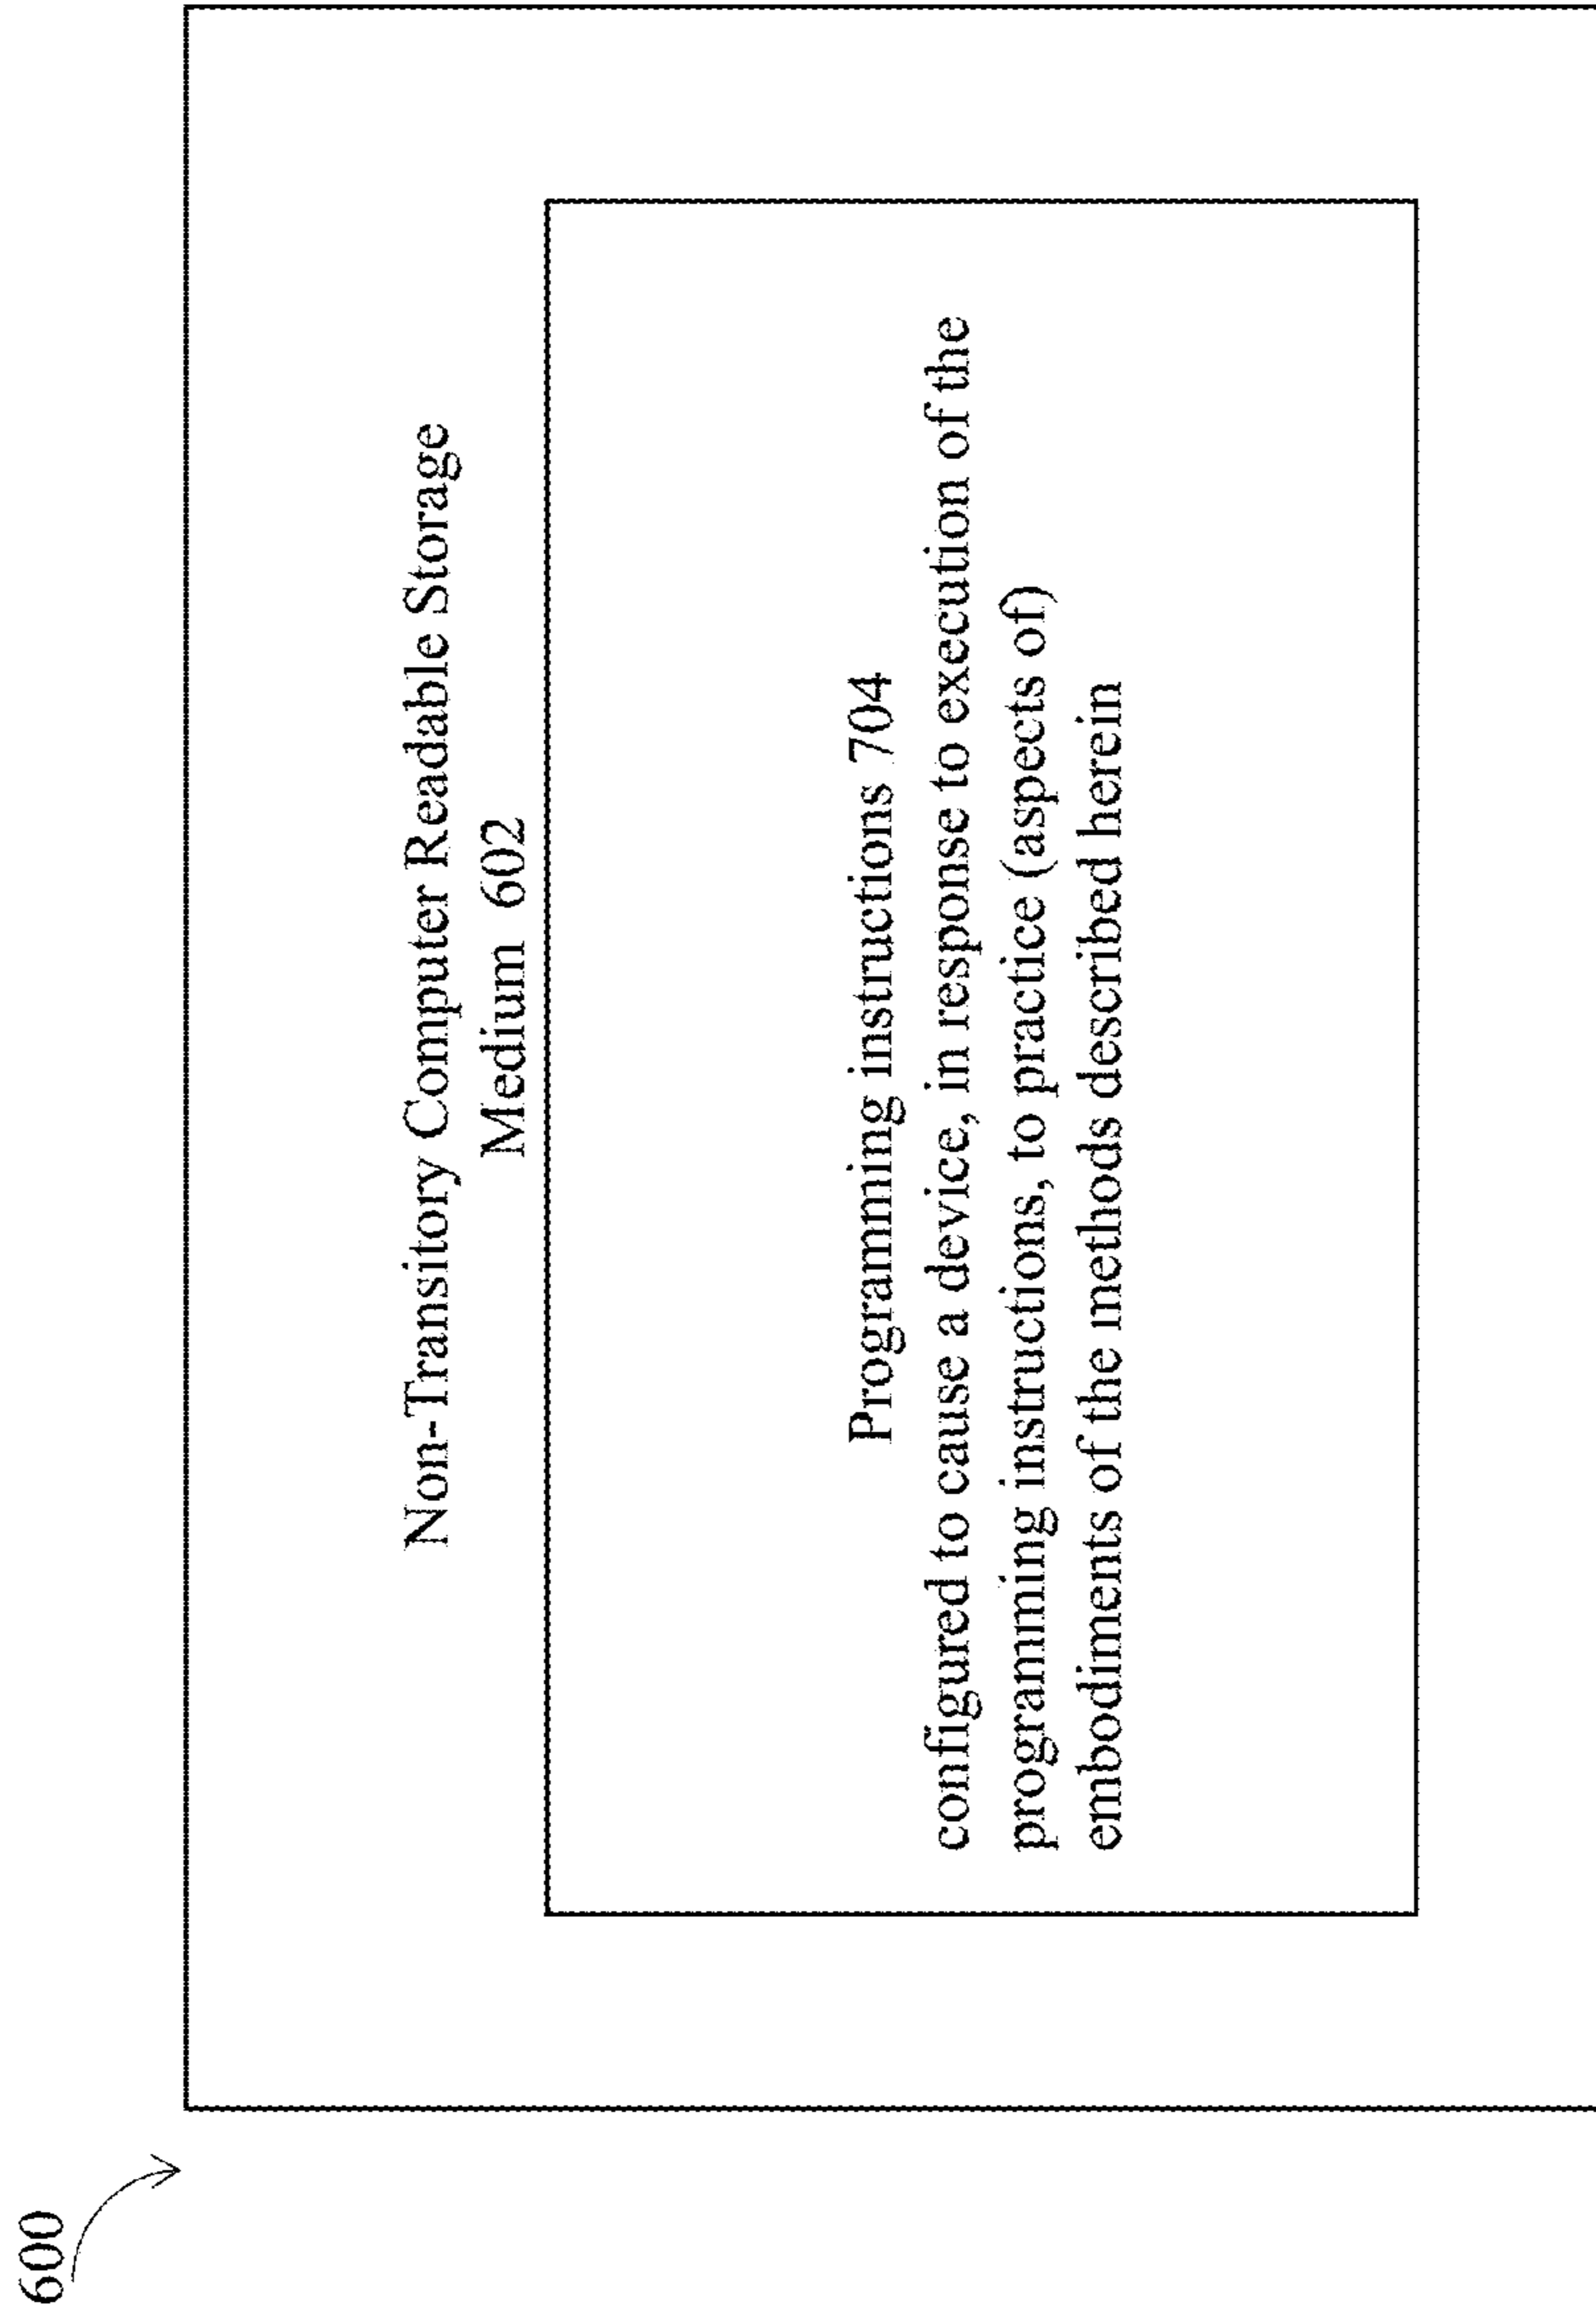 600
Non-Transitory Computer Readable Storage
Medium 602
Programming instructions 704
configured to cause a device, in response to execution of the
programming instructions, to practice (aspects of)
embodiments of the methods described herein